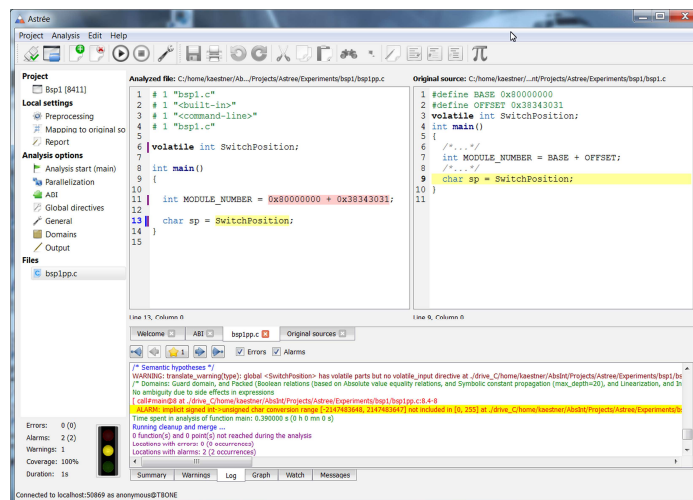 Astrée
Project Analysis Edit Help
Project
Bsp1 [8411]
Local settings
Preprocessing
Mapping to original so
Report
Analysis options
Analysis start (main)
Parallelization
ABI
Global directives
General
Domains
Output
Files
bsp1pp.c
Errors: 0 (0)
Alarms: 2 (2)
Warnings: 1
Coverage: 100%
Duration: 1s
Analyzed file: C:/home/kaestner/Ab.../Projects/Astree/Experiments/bsp1/bsp1pp.c
1 # 1 "bsp1.c"
2 # 1 "<built-in>"
3 # 1 "<command-line>"
4 # 1 "bsp1.c"
5
6 volatile int SwitchPosition;
7
8 int main()
9 {
10
11 int MODULE_NUMBER = 0x80000000 + 0x38343031;
12
13 char sp = SwitchPosition;
14 }
15
Line 13, Column 0
Original source: C:/home/kaestner/...nt/Projects/Astree/Experiments/bsp1/bsp1.c
1 #define BASE 0x80000000
2 #define OFFSET 0x38343031
3 volatile int SwitchPosition;
4 int main()
5 {
6 /*...*/
7 int MODULE_NUMBER = BASE + OFFSET;
8 /*...*/
9 char sp = SwitchPosition;
10 }
11
Line 9, Column 0
Welcome ABI bsp1pp.c Original sources
1 Errors Alarms
/* Semantic hypotheses */
WARNING: translate_warning(type): global <SwitchPosition> has volatile parts but no volatile_input directive at ./drive_C/home/kaestner/AbsInt/Projects/Astree/Experiments/bsp1/bs
/* Domains: Guard domain, and Packed (Boolean relations (based on Absolute value equality relations, and Symbolic constant propagation (max_depth=20), and Linearization, and In
No ambiguity due to side effects in expressions
[ call#main@8 at ./drive_C/home/kaestner/AbsInt/Projects/Astree/Experiments/bsp1/bsp1pp.c:8.4-8
ALARM: implicit signed int->unsigned char conversion range [-2147483648, 2147483647] not included in [0, 255] at ./drive_C/home/kaestner/AbsInt/Projects/Astree/Experiments/bs
Time spent in analysis of function main: 0.390000 s (0 h 0 mn 0 s)
Running cleanup and merge ...
0 function(s) and 0 point(s) not reached during the analysis
Locations with errors: 0 (0 occurrences)
Locations with alarms: 2 (2 occurrences)
Summary Warnings Log Graph Watch Messages
Connected to localhost:50869 as anonymous@TBONE